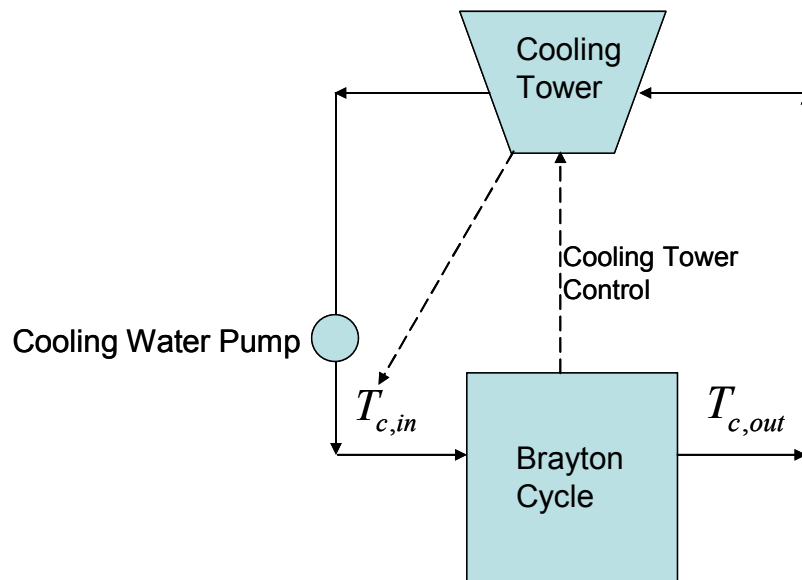 Cooling
Tower
Cooling Tower
Control
Cooling Water Pump
T_{c,in}
T_{c,out}
Brayton
Cycle